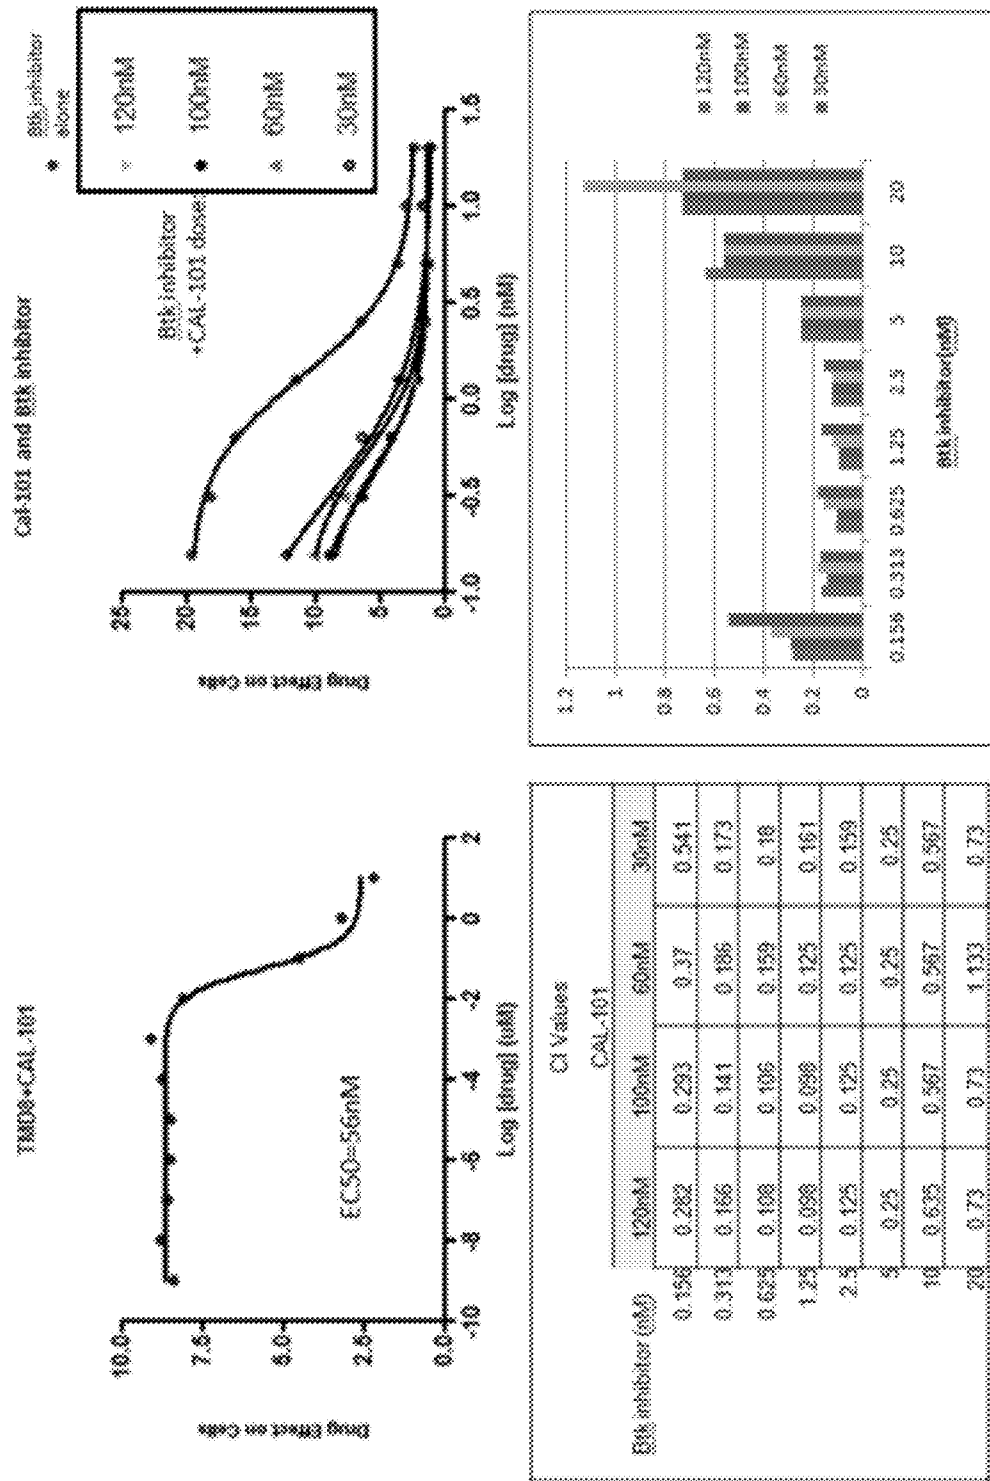 TMD8+CAL-101
Drug Effect on Cells
10.0
7.5
5.0
2.5
0.0
EC50=56nM
-10
-8
-6
-4
-2
0
2
Log [drug] (uM)
Cal-101 and Btk inhibitor
Drug Effect on Cells
25
20
15
10
5
0
-1.0
-0.5
0.0
0.5
1.0
1.5
Log [drug] (nM)
Btk inhibitor
alone
Btk inhibitor
+CAL-101 dose
120nM
100nM
60nM
30nM
CI Values
CAL-101
Btk inhibitor (nM) 120nM 100nM 60nM 30nM
0.156 0.282 0.293 0.37 0.541
0.313 0.166 0.141 0.186 0.173
0.625 0.108 0.106 0.159 0.18
1.25 0.098 0.098 0.125 0.161
2.5 0.125 0.125 0.125 0.159
5 0.25 0.25 0.25 0.25
10 0.635 0.567 0.567 0.567
20 0.73 0.73 1.133 0.73
1.2
1
0.8
0.6
0.4
0.2
0
0.156 0.313 0.625 1.25 2.5 5 10 20
Btk inhibitor(nM)
120nM
100nM
60nM
30nM